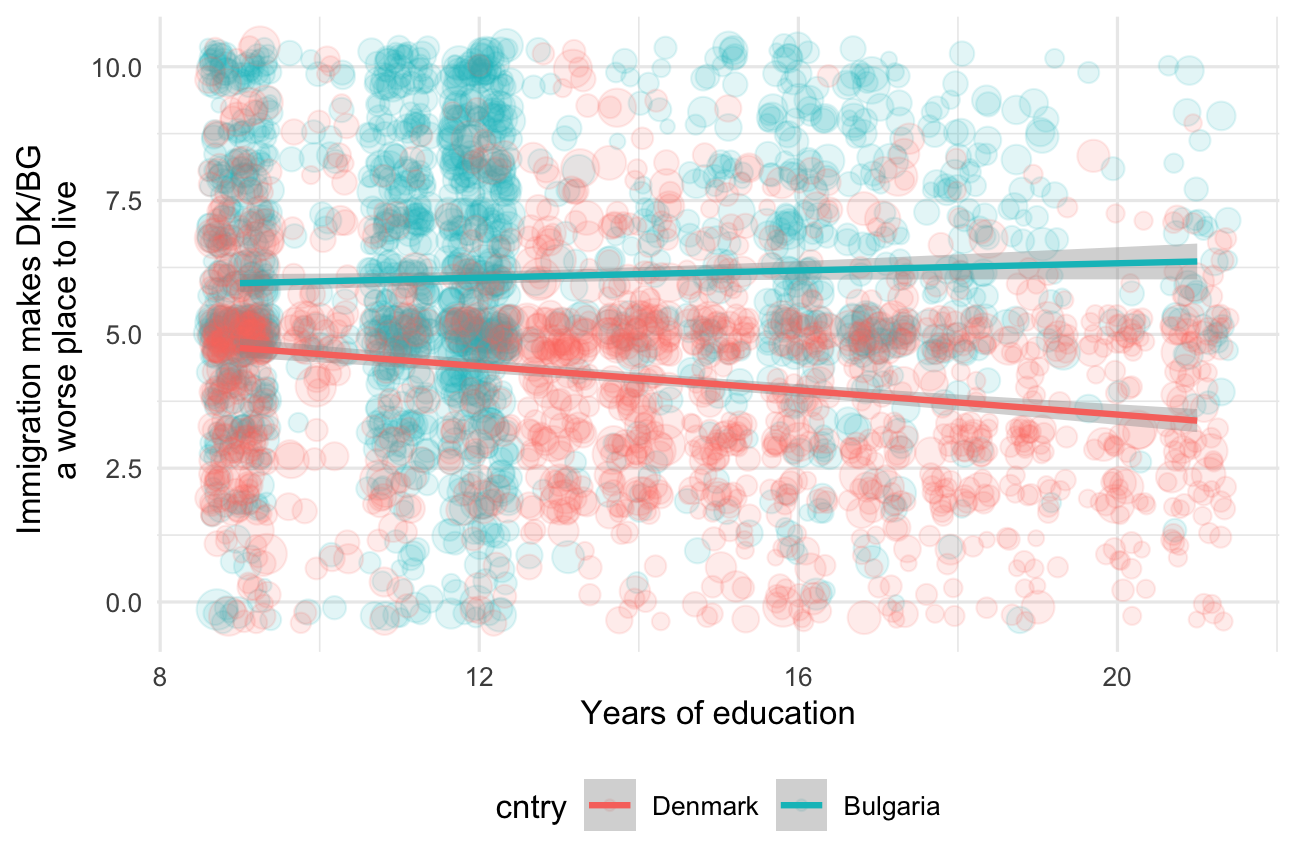 Immigration makes DK/BG
a worse place to live
10.0
7.5
5.0
2.5
0.0
8 12 16 20
Years of education
cntry Denmark Bulgaria